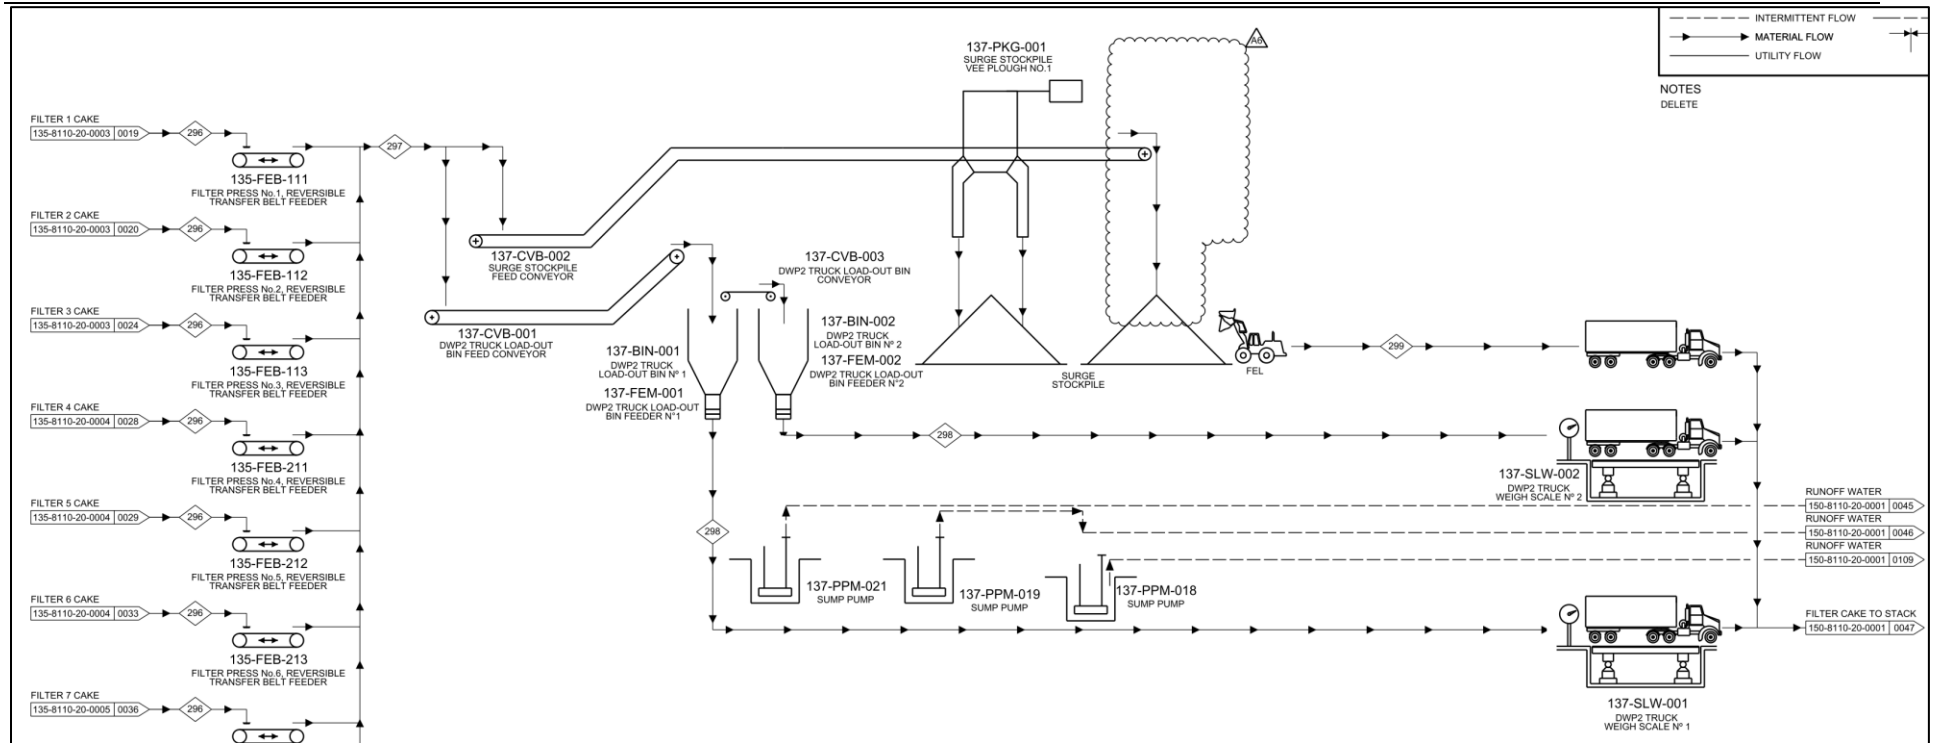 INTERMITTENT FLOW
MATERIAL FLOW
UTILITY FLOW
NOTES
DELETE
A6
137-PKG-001
SURGE STOCKPILE
VEE PLOUGH NO.1
FILTER 1 CAKE
135-8110-20-0003 0019
296
297
135-FEB-111
FILTER PRESS No.1, REVERSIBLE
TRANSFER BELT FEEDER
FILTER 2 CAKE
135-8110-20-0003 0020
296
135-FEB-112
FILTER PRESS No.2, REVERSIBLE
TRANSFER BELT FEEDER
FILTER 3 CAKE
135-8110-20-0003 0024
296
135-FEB-113
FILTER PRESS No.3, REVERSIBLE
TRANSFER BELT FEEDER
FILTER 4 CAKE
135-8110-20-0004 0028
296
135-FEB-211
FILTER PRESS No.4, REVERSIBLE
TRANSFER BELT FEEDER
FILTER 5 CAKE
135-8110-20-0004 0029
296
135-FEB-212
FILTER PRESS No.5, REVERSIBLE
TRANSFER BELT FEEDER
FILTER 6 CAKE
135-8110-20-0004 0033
296
135-FEB-213
FILTER PRESS No.6, REVERSIBLE
TRANSFER BELT FEEDER
FILTER 7 CAKE
135-8110-20-0005 0036
296
137-CVB-002
SURGE STOCKPILE
FEED CONVEYOR
137-CVB-001
DWP2 TRUCK LOAD-OUT
BIN FEED CONVEYOR
137-CVB-003
DWP2 TRUCK LOAD-OUT BIN
CONVEYOR
137-BIN-001
DWP2 TRUCK
LOAD-OUT BIN Nº 1
137-FEM-001
DWP2 TRUCK LOAD-OUT
BIN FEEDER N°1
137-BIN-002
DWP2 TRUCK
LOAD-OUT BIN Nº 2
137-FEM-002
DWP2 TRUCK LOAD-OUT
BIN FEEDER N°2
SURGE
STOCKPILE
FEL
299
298
298
137-PPM-021
SUMP PUMP
137-PPM-019
SUMP PUMP
137-PPM-018
SUMP PUMP
137-SLW-002
DWP2 TRUCK
WEIGH SCALE Nº 2
RUNOFF WATER
150-8110-20-0001 0045
RUNOFF WATER
150-8110-20-0001 0046
RUNOFF WATER
150-8110-20-0001 0109
FILTER CAKE TO STACK
150-8110-20-0001 0047
137-SLW-001
DWP2 TRUCK
WEIGH SCALE Nº 1